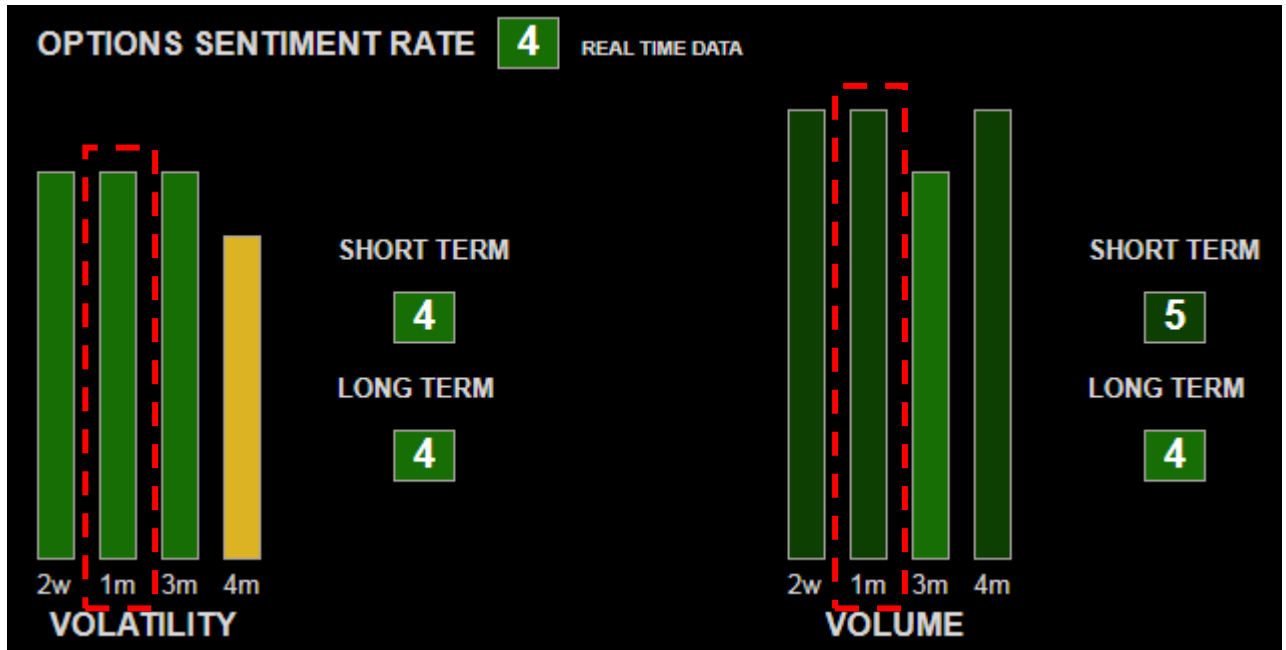 OPTIONS SENTIMENT RATE 4 REAL TIME DATA
SHORT TERM
4
LONG TERM
4
2w 1m 3m 4m
VOLATILITY
SHORT TERM
5
LONG TERM
4
2w 1m 3m 4m
VOLUME